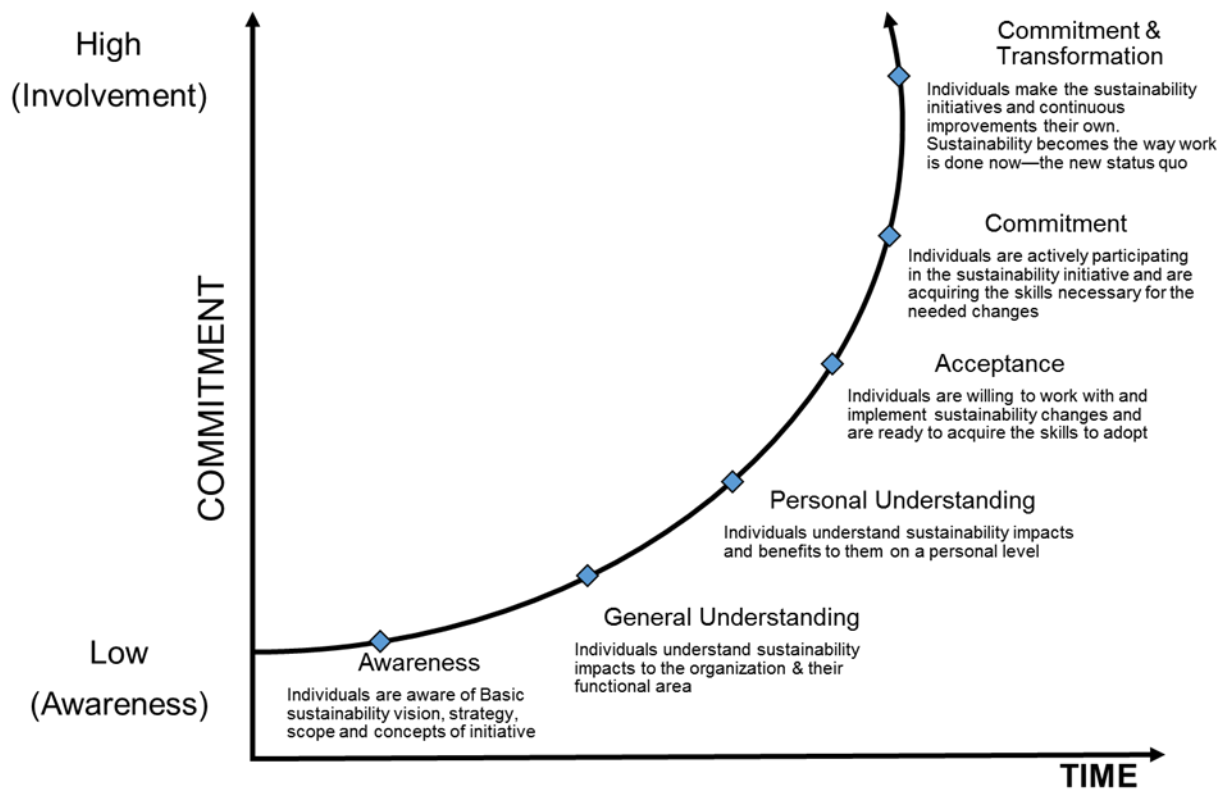 High
(Involvement)
COMMITMENT
Low
(Awareness)
TIME
Commitment &
Transformation
Individuals make the sustainability
initiatives and continuous
improvements their own.
Sustainability becomes the way work
is done now—the new status quo
Commitment
Individuals are actively participating
in the sustainability initiative and are
acquiring the skills necessary for the
needed changes
Acceptance
Individuals are willing to work with and
implement sustainability changes and
are ready to acquire the skills to adopt
Personal Understanding
Individuals understand sustainability impacts
and benefits to them on a personal level
General Understanding
Individuals understand sustainability
impacts to the organization & their
functional area
Awareness
Individuals are aware of Basic
sustainability vision, strategy,
scope and concepts of initiative